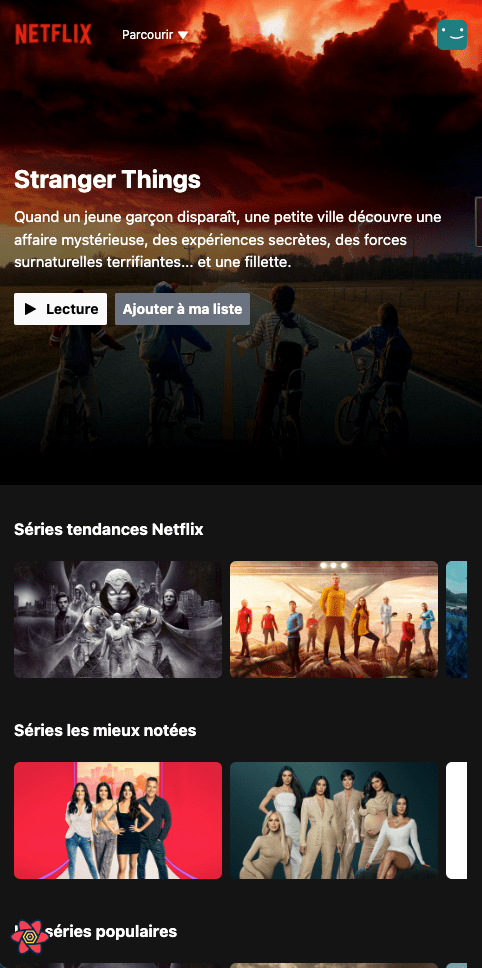 NETFLIX
Parcourir
Stranger Things
Quand un jeune garçon disparaît, une petite ville découvre une
affaire mystérieuse, des expériences secrètes, des forces
surnaturelles terrifiantes... et une fillette.
Lecture
Ajouter à ma liste
Séries tendances Netflix
Séries les mieux notées
séries populaires